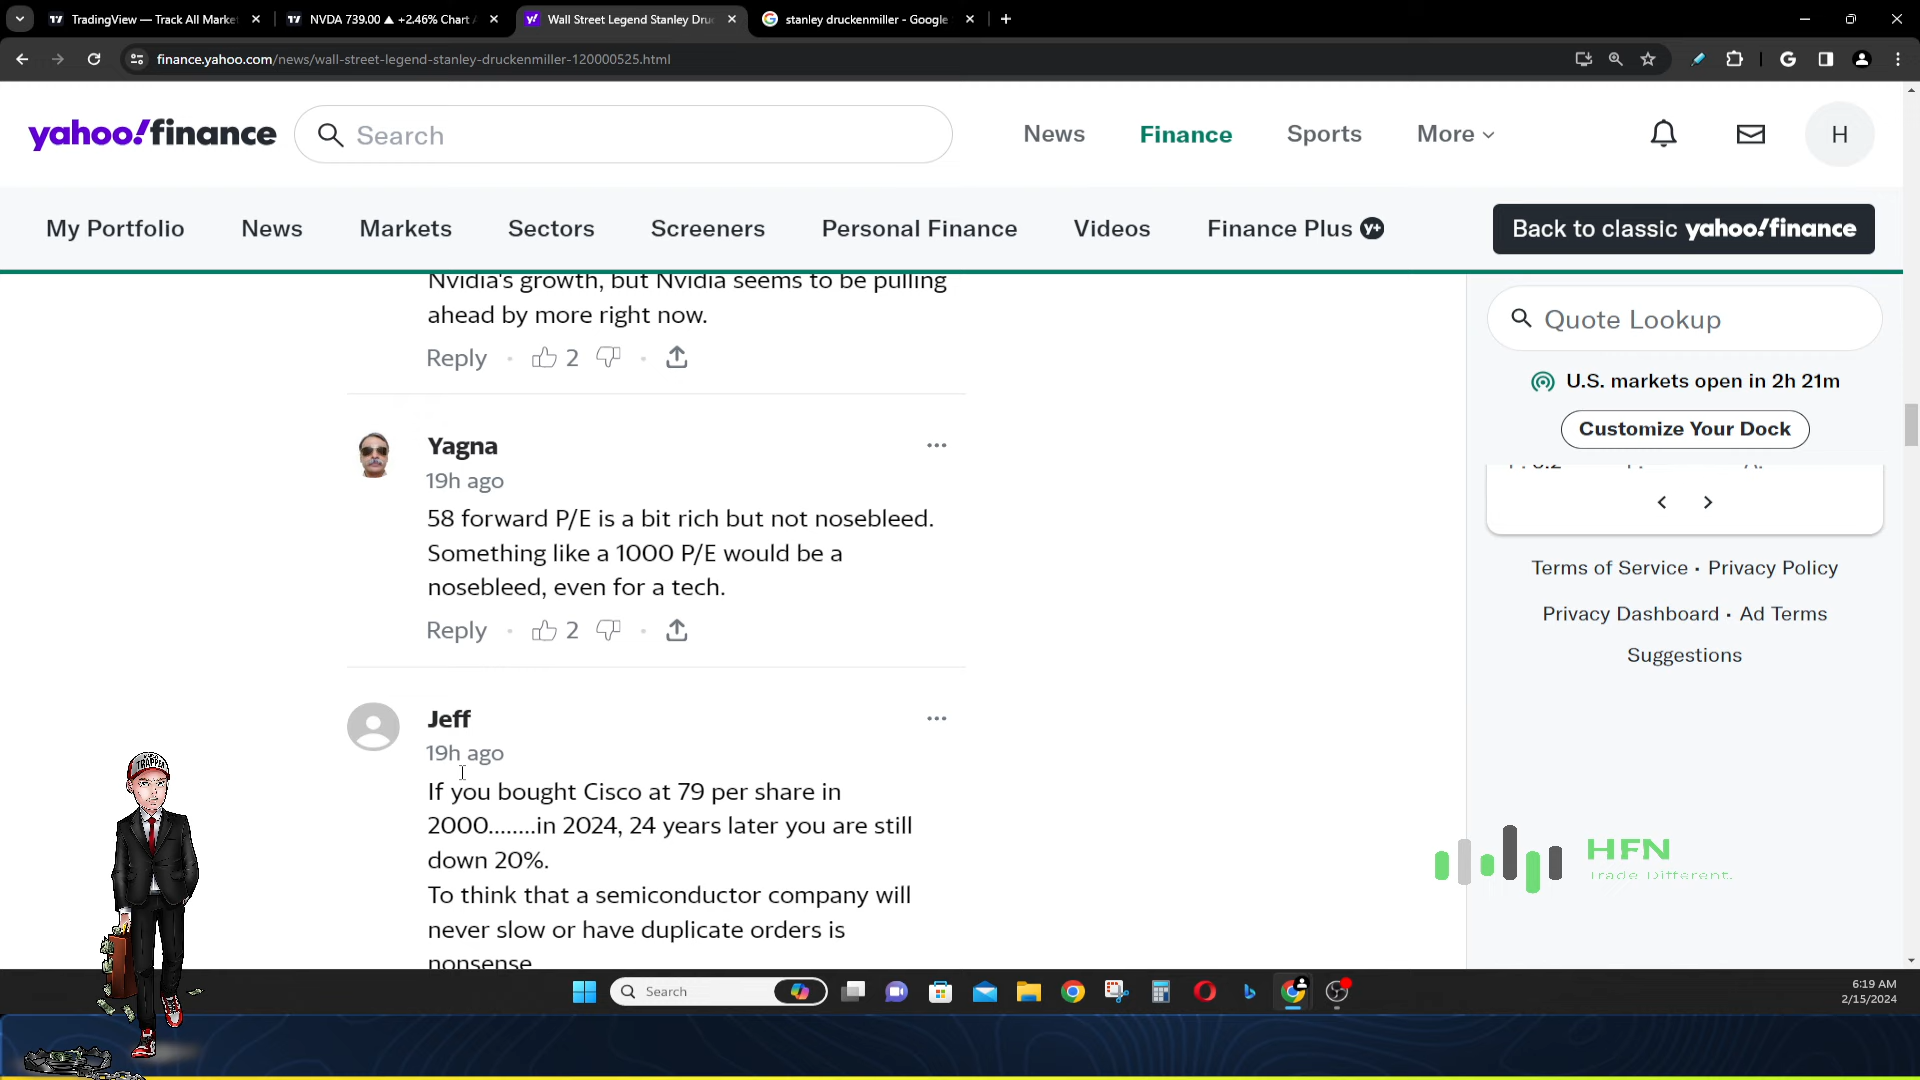 TradingView — Track All Marke
NVDA 739.00 ▲ +2.46% Chart
Wall Street Legend Stanley Dru
stanley druckenmiller - Google
finance.yahoo.com/news/wall-street-legend-stanley-druckenmiller-120000525.html
yahoo!finance
Search
News
Finance
Sports
More
H
My Portfolio
News
Markets
Sectors
Screeners
Personal Finance
Videos
Finance Plus y+
Back to classic yahoo!finance
Nvidia's growth, but Nvidia seems to be pulling
ahead by more right now.
Reply · 2 ·
Yagna
19h ago
58 forward P/E is a bit rich but not nosebleed.
Something like a 1000 P/E would be a
nosebleed, even for a tech.
Reply · 2 ·
Jeff
19h ago
If you bought Cisco at 79 per share in
2000........in 2024, 24 years later you are still
down 20%.
To think that a semiconductor company will
never slow or have duplicate orders is
nonsense
Quote Lookup
U.S. markets open in 2h 21m
Customize Your Dock
Terms of Service • Privacy Policy
Privacy Dashboard • Ad Terms
Suggestions
HFN
Trade Different.
TRAPPER
Search
6:19 AM
2/15/2024